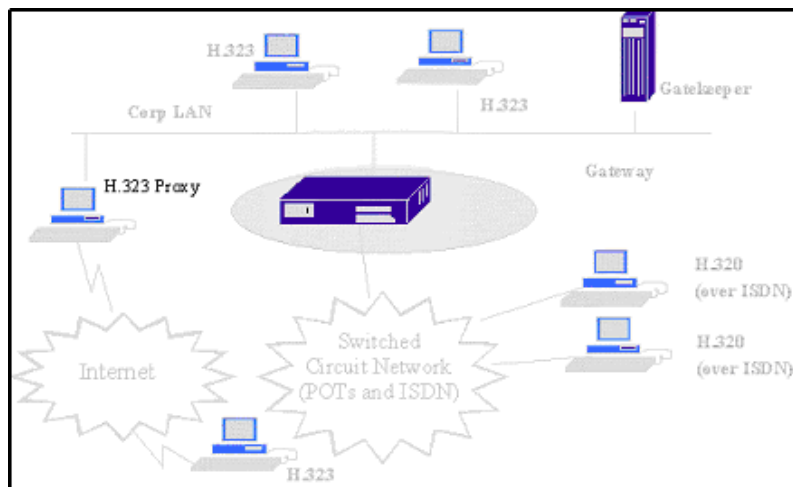 H.323
Gatekeeper
H.323
Corp LAN
Gateway
H.323 Proxy
H.320
(over ISDN)
Switched
Circuit Network
(POTs and ISDN)
Internet
H.320
(over ISDN)
H.323